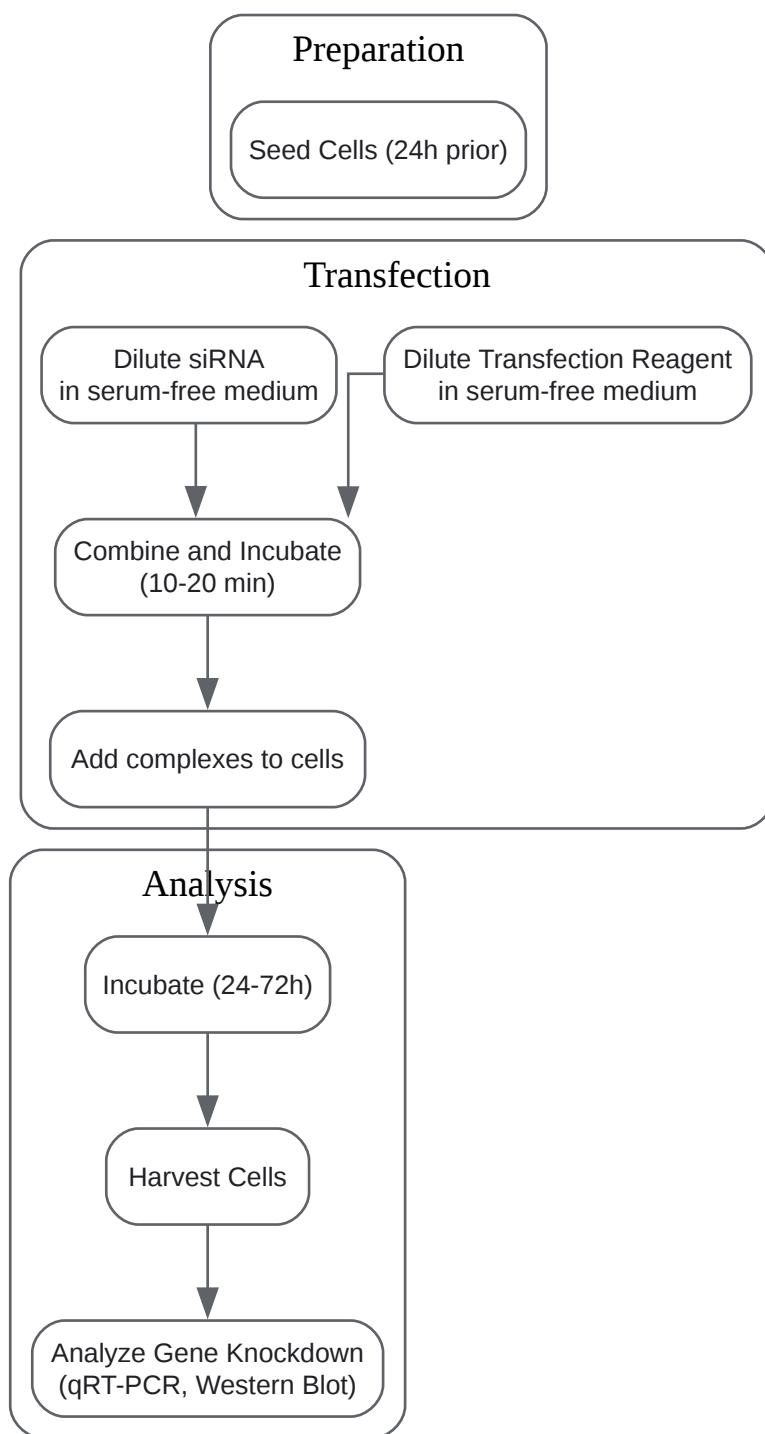 Preparation
Seed Cells (24h prior)
Transfection
Dilute siRNA
in serum-free medium
Dilute Transfection Reagent
in serum-free medium
Combine and Incubate
(10-20 min)
Add complexes to cells
Analysis
Incubate (24-72h)
Harvest Cells
Analyze Gene Knockdown
(qRT-PCR, Western Blot)